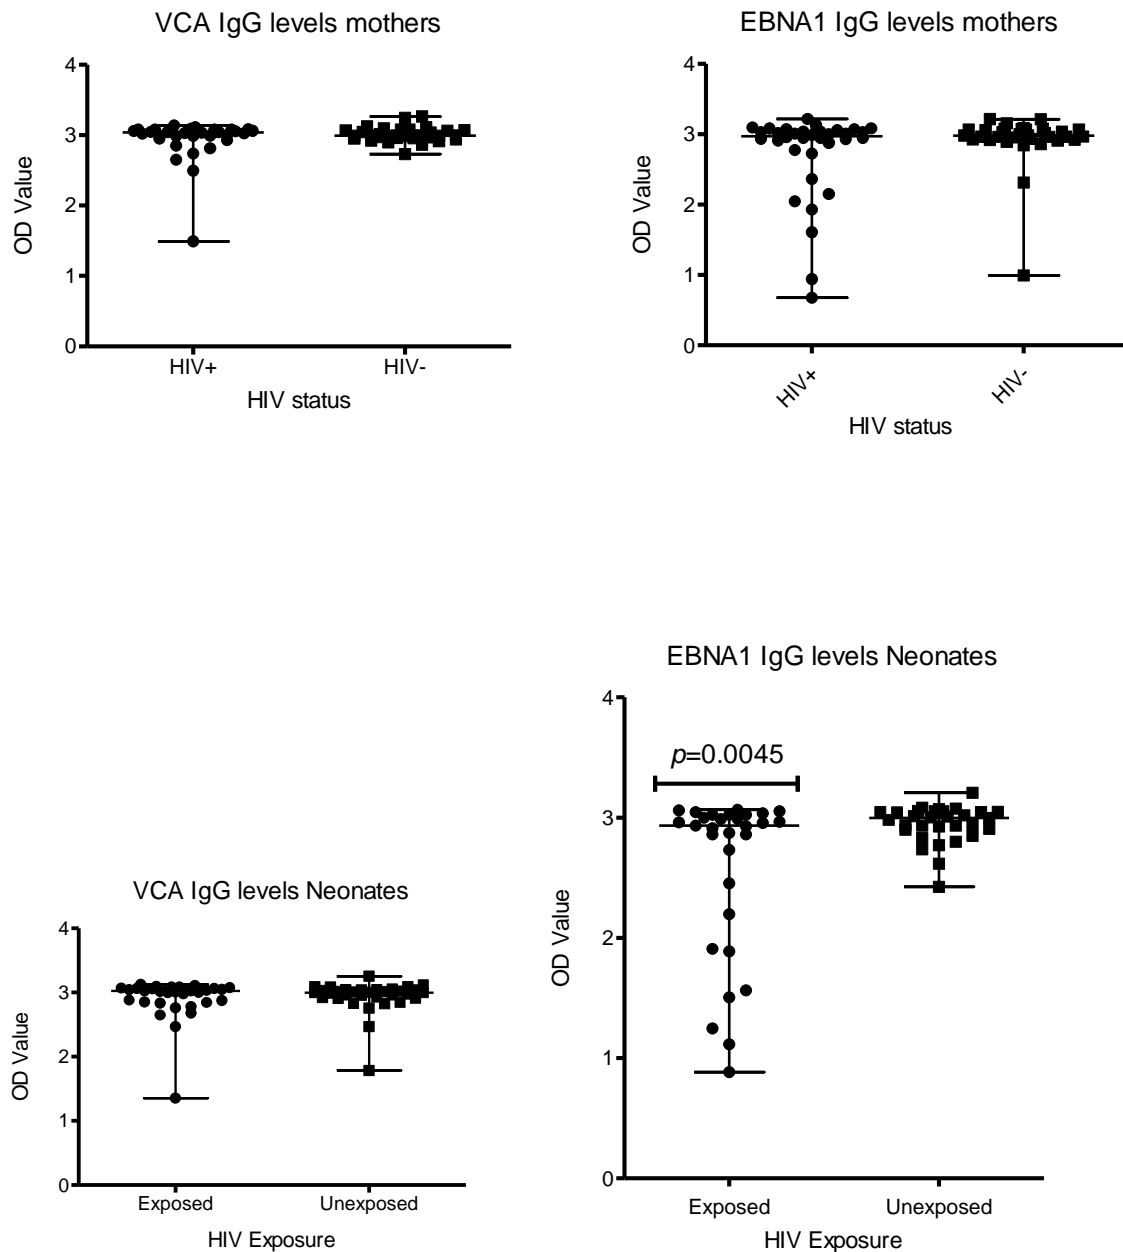 VCA IgG levels mothers
4
3
2
1
0
OD Value
HIV+
HIV-
HIV status
EBNA1 IgG levels mothers
4
3
2
1
0
OD Value
HIV+
HIV-
HIV status
VCA IgG levels Neonates
4
3
2
1
0
OD Value
Exposed
Unexposed
HIV Exposure
EBNA1 IgG levels Neonates
4
3
2
1
0
OD Value
p=0.0045
Exposed
Unexposed
HIV Exposure